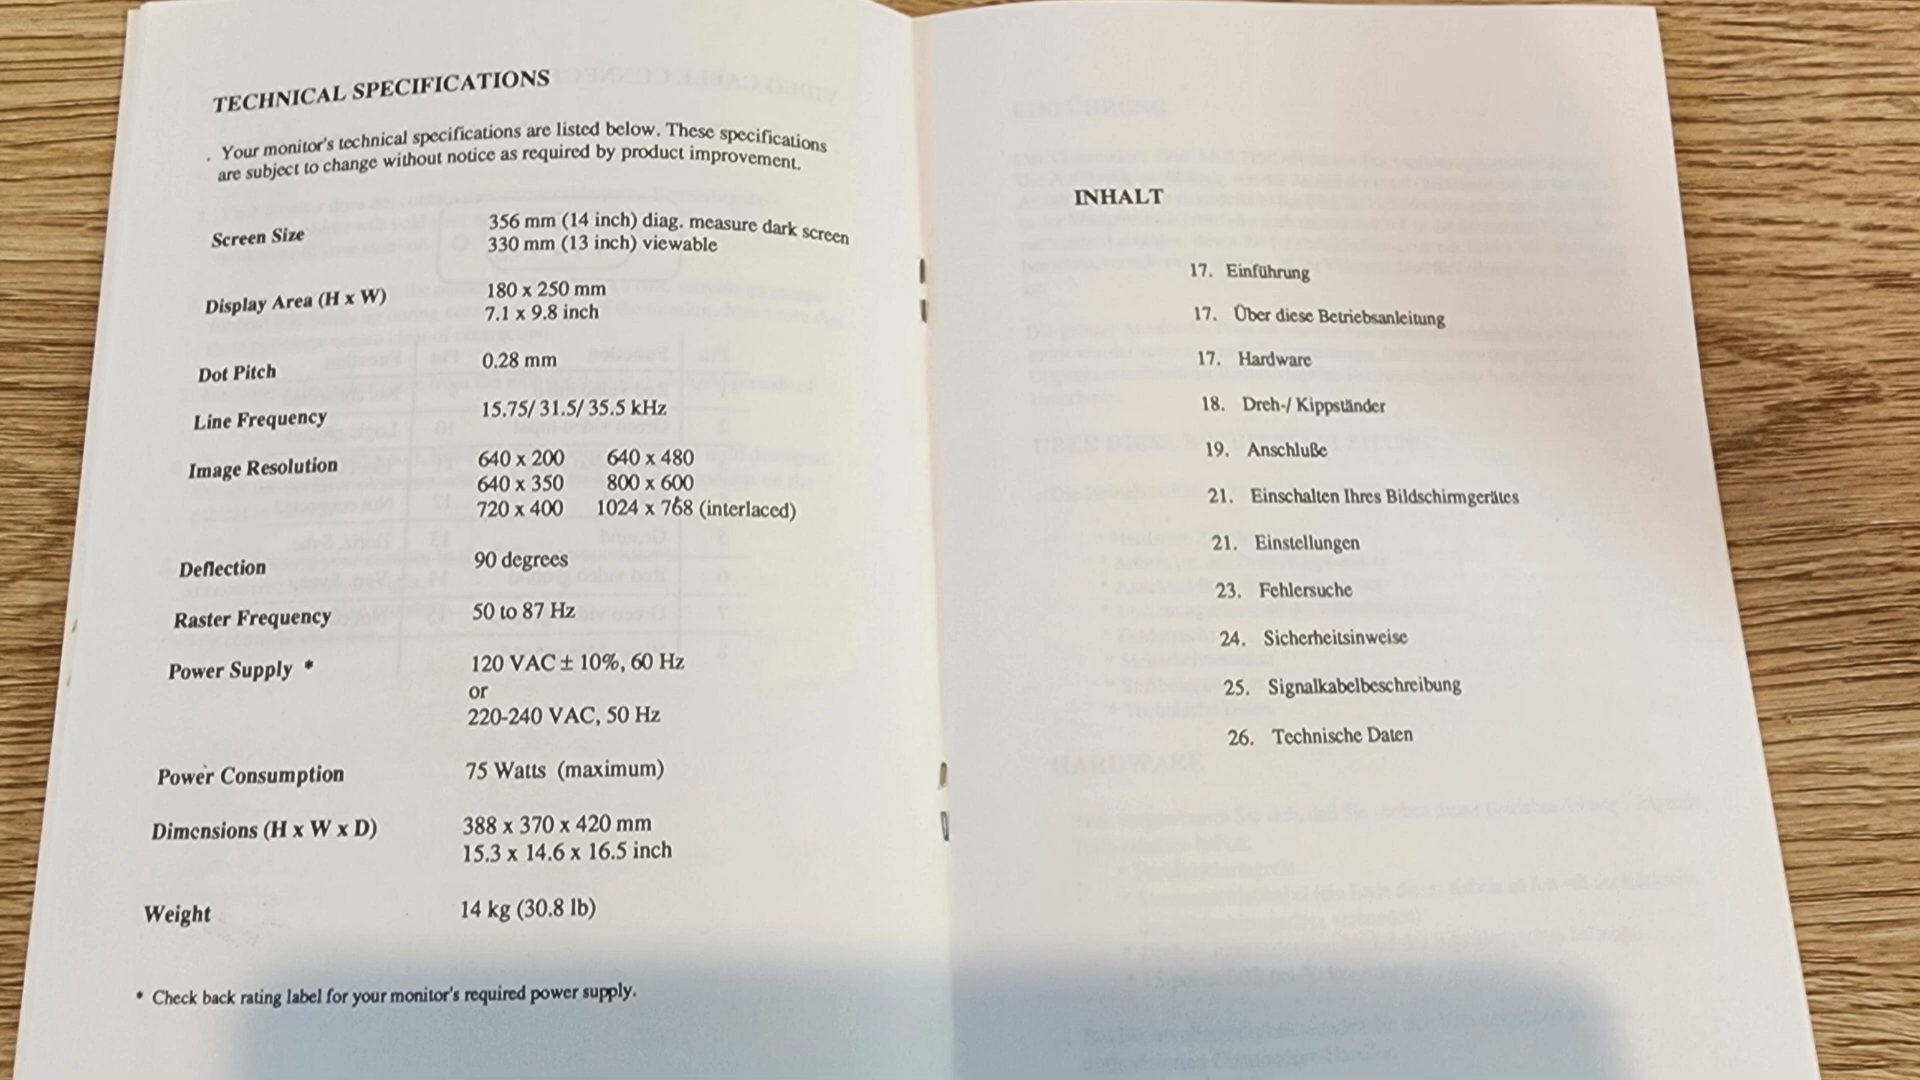 TECHNICAL SPECIFICATIONS
Your monitor's technical specifications are listed below. These specifications
are subject to change without notice as required by product improvement.
Screen Size 356 mm (14 inch) diag. measure dark screen
330 mm (13 inch) viewable
Display Area (H x W) 180 x 250 mm
7.1 x 9.8 inch
Dot Pitch 0.28 mm
Line Frequency 15.75/ 31.5/ 35.5 kHz
Image Resolution 640 x 200 640 x 480
640 x 350 800 x 600
720 x 400 1024 x 768 (interlaced)
Deflection 90 degrees
Raster Frequency 50 to 87 Hz
Power Supply * 120 VAC ± 10%, 60 Hz
or
220-240 VAC, 50 Hz
Power Consumption 75 Watts (maximum)
Dimensions (H x W x D) 388 x 370 x 420 mm
15.3 x 14.6 x 16.5 inch
Weight 14 kg (30.8 lb)
* Check back rating label for your monitor's required power supply.
INHALT
17. Einführung
17. Über diese Betriebsanleitung
17. Hardware
18. Dreh-/ Kippständer
19. Anschluße
21. Einschalten Ihres Bildschirmgerätes
21. Einstellungen
23. Fehlersuche
24. Sicherheitsinweise
25. Signalkabelbeschreibung
26. Technische Daten